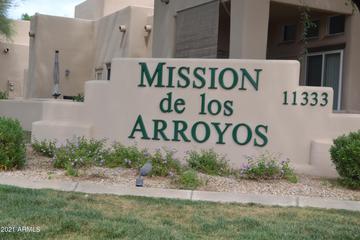 MISSION
de los
ARROYOS
11333
2021 ARMLS